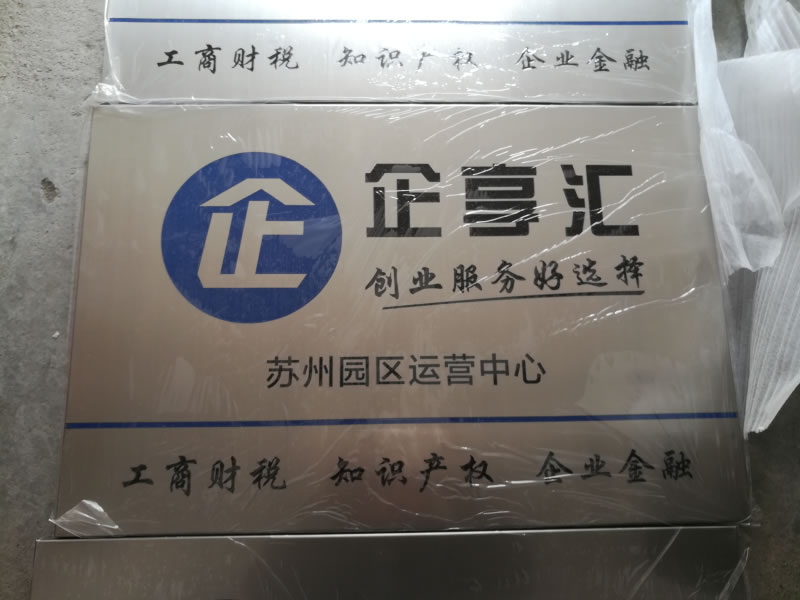 工商财税 知识产权 企业金融
企 企享汇
创业服务好选择
苏州园区运营中心
工商财税 知识产权 企业金融